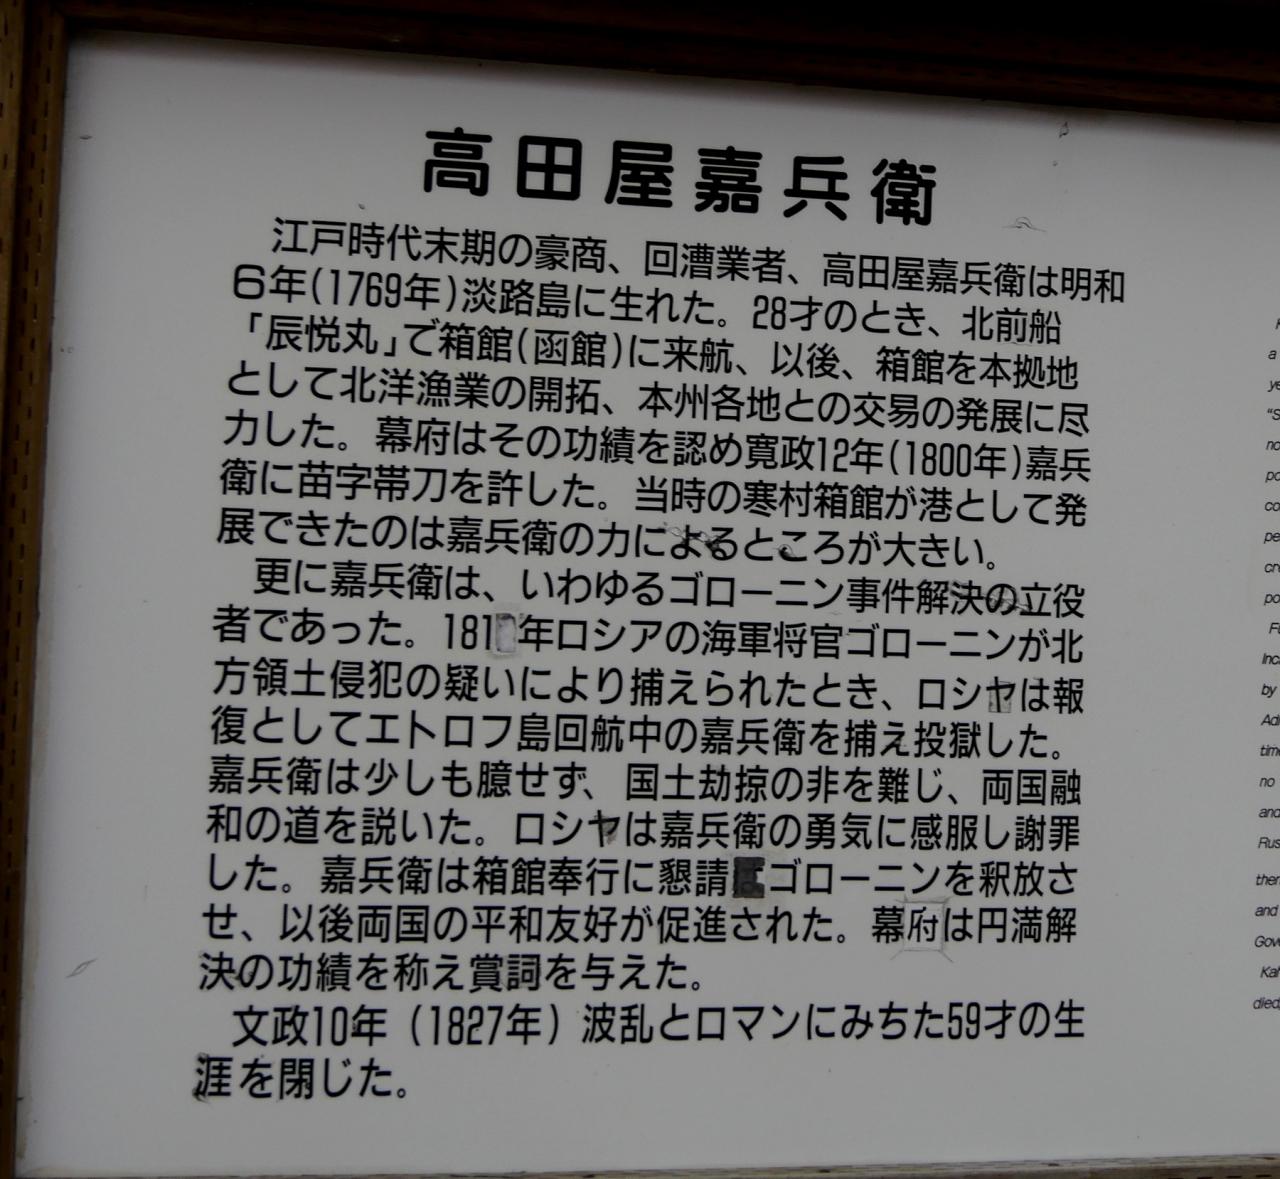 高田屋嘉兵衛
江戸時代末期の豪商、回漕業者、高田屋嘉兵衛は明和
6年(1769年)淡路島に生れた。28才のとき、北前船
「辰悦丸」で箱館(函館)に来航、以後、箱館を本拠地
として北洋漁業の開拓、本州各地との交易の発展に尽
力した。幕府はその功績を認め寛政12年(1800年)嘉兵
衛に苗字帯刀を許した。当時の寒村箱館が港として発
展できたのは嘉兵衛の力によるところが大きい。
更に嘉兵衛は、いわゆるゴローニン事件解決の立役
者であった。181 年ロシアの海軍将官ゴローニンが北
方領土侵犯の疑いにより捕えられたとき、ロシヤは報
復としてエトロフ島回航中の嘉兵衛を捕え投獄した。
嘉兵衛は少しも臆せず、国土劫掠の非を難じ、両国融
和の道を説いた。ロシヤは嘉兵衛の勇気に感服し謝罪
した。嘉兵衛は箱館奉行に懇請 ゴローニンを釈放さ
せ、以後両国の平和友好が促進された。幕府は円満解
決の功績を称え賞詞を与えた。
文政10年（1827年）波乱とロマンにみちた59才の生
涯を閉じた。
a
by
no
and
them
and
died